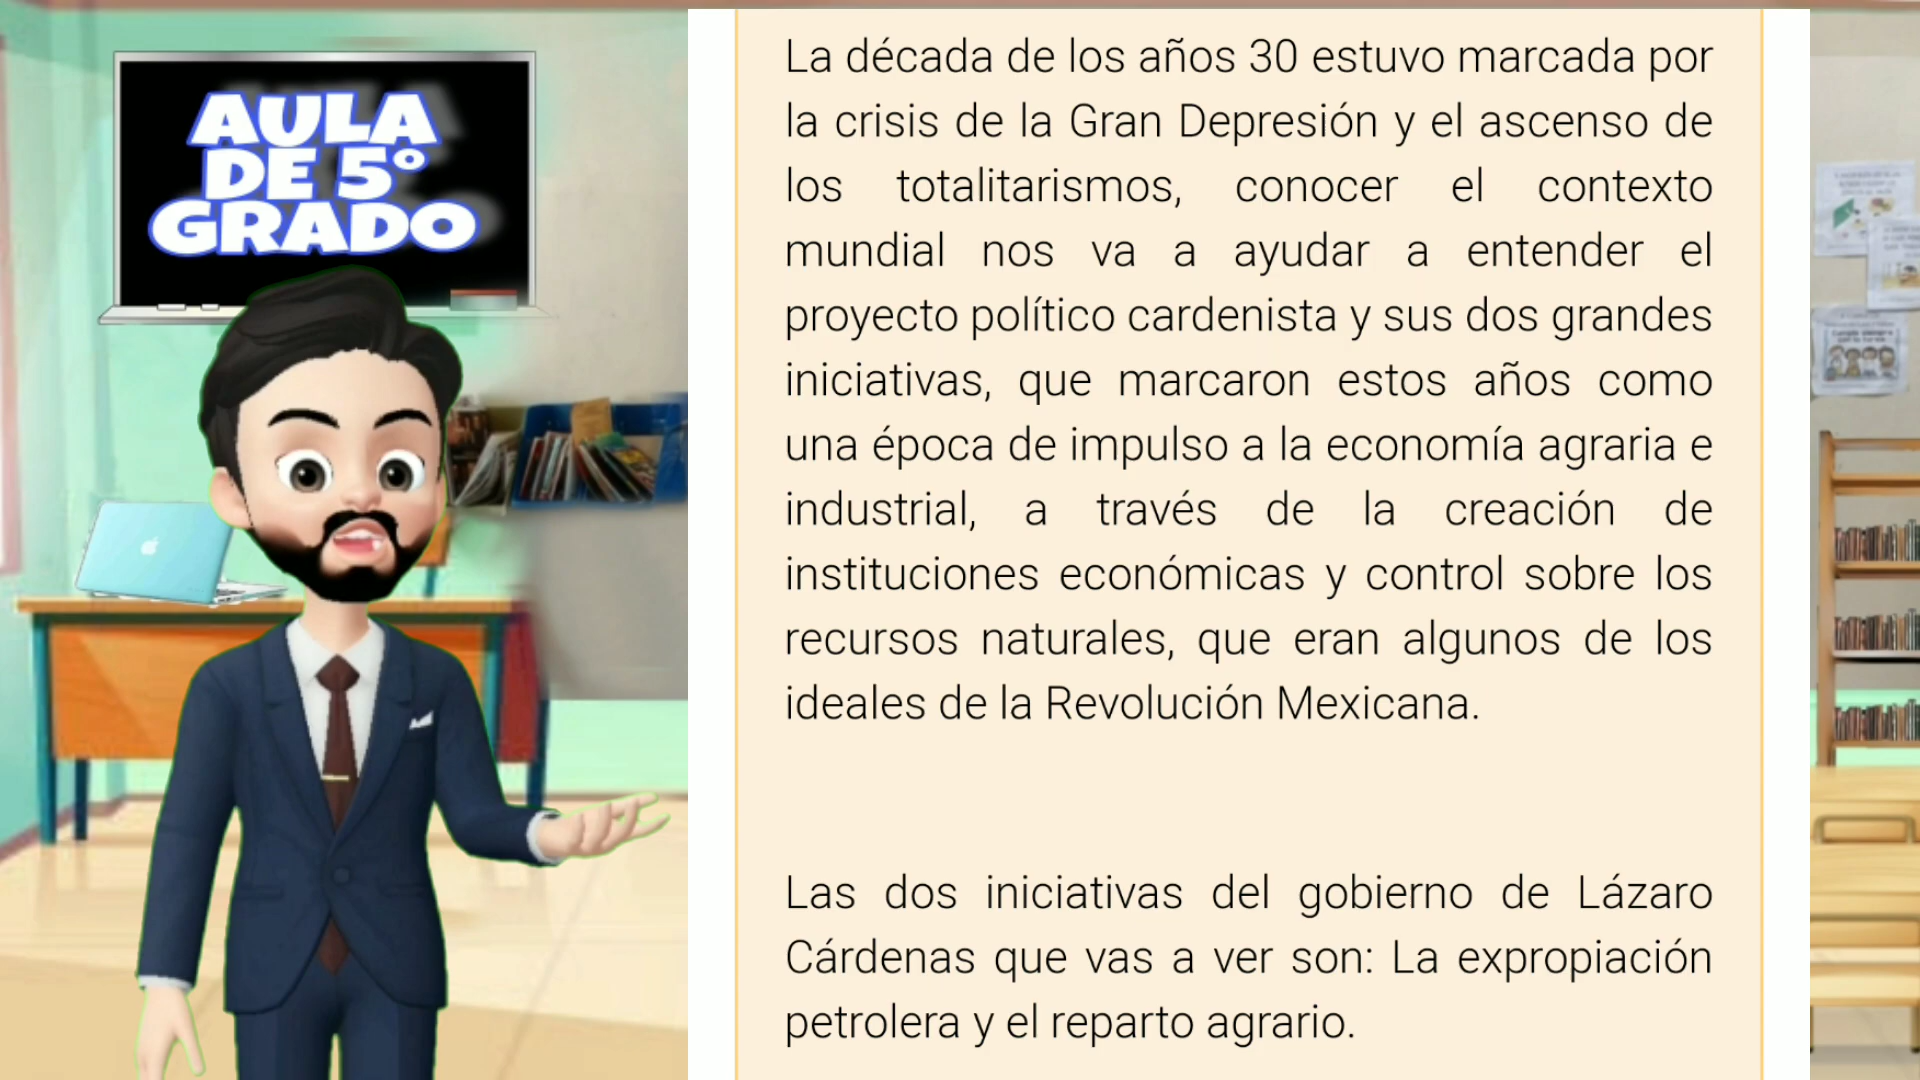 AULA
DE 5º
GRADO
La década de los años 30 estuvo marcada por
la crisis de la Gran Depresión y el ascenso de
los totalitarismos, conocer el contexto
mundial nos va a ayudar a entender el
proyecto político cardenista y sus dos grandes
iniciativas, que marcaron estos años como
una época de impulso a la economía agraria e
industrial, a través de la creación de
instituciones económicas y control sobre los
recursos naturales, que eran algunos de los
ideales de la Revolución Mexicana.
Las dos iniciativas del gobierno de Lázaro
Cárdenas que vas a ver son: La expropiación
petrolera y el reparto agrario.